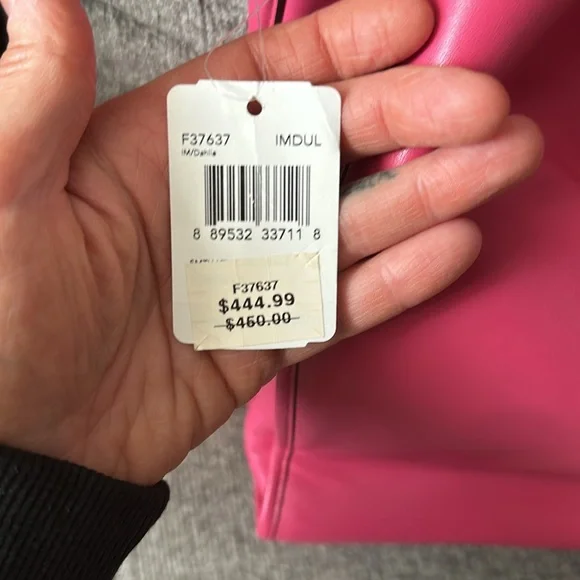 F37637 IMDUL
IM/Dahlia
8 89532 33711 8
F37637
$444.99
$450.00